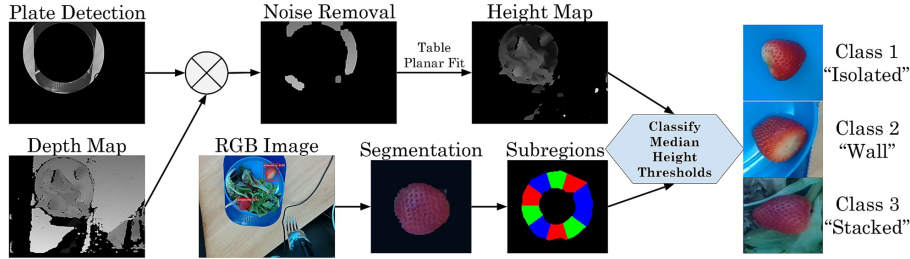 Plate Detection
Noise Removal
Height Map
Table
Planar Fit
Class 1
“Isolated”
Depth Map
RGB Image
Segmentation
Subregions
Classify
Median
Height
Thresholds
Class 2
“Wall”
Class 3
“Stacked”